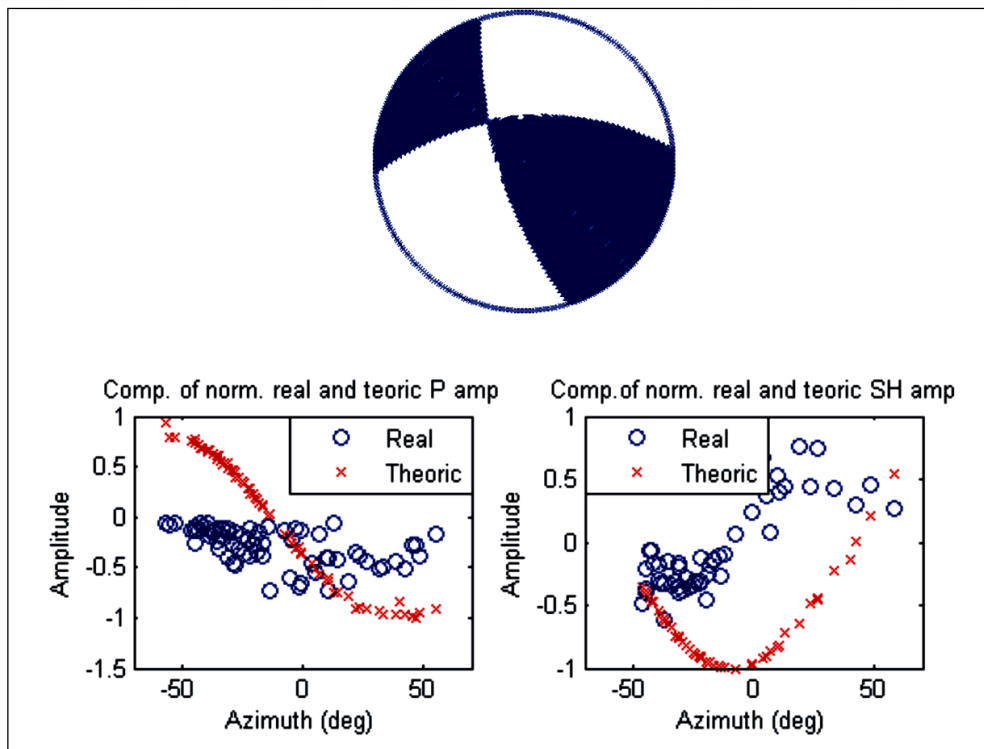 Comp. of norm. real and teoric P amp
1
0.5
0
-0.5
-1
-1.5
Amplitude
Real
Theoric
-50
0
50
Azimuth (deg)
Comp.of norm. real and teoric SH amp
1
0.5
0
-0.5
-1
Amplitude
Real
Theoric
-50
0
50
Azimuth (deg)